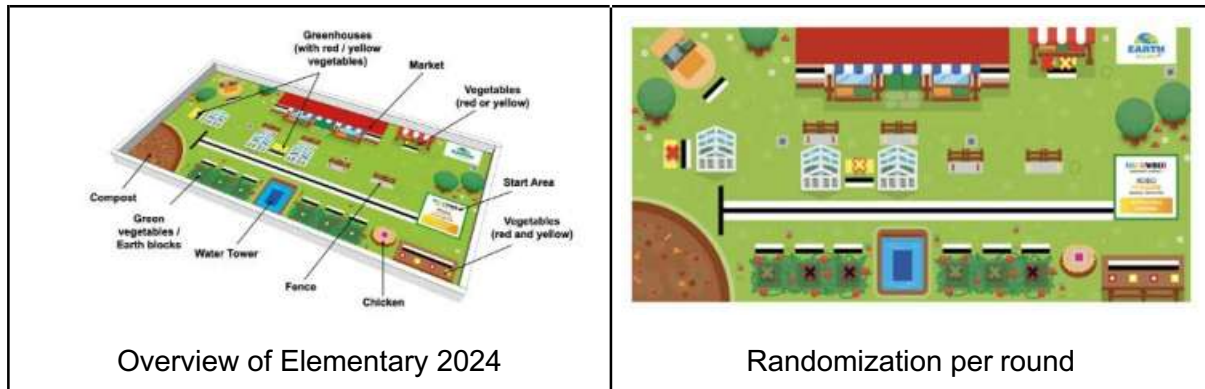 Greenhouses
(with red / yellow
vegetables)
Market
Vegetables
(red or yellow)
Start Area
Vegetables
(red and yellow)
Compost
Green
vegetables /
Earth blocks
Water Tower
Fence
Chicken
EARTH
Overview of Elementary 2024
Randomization per round